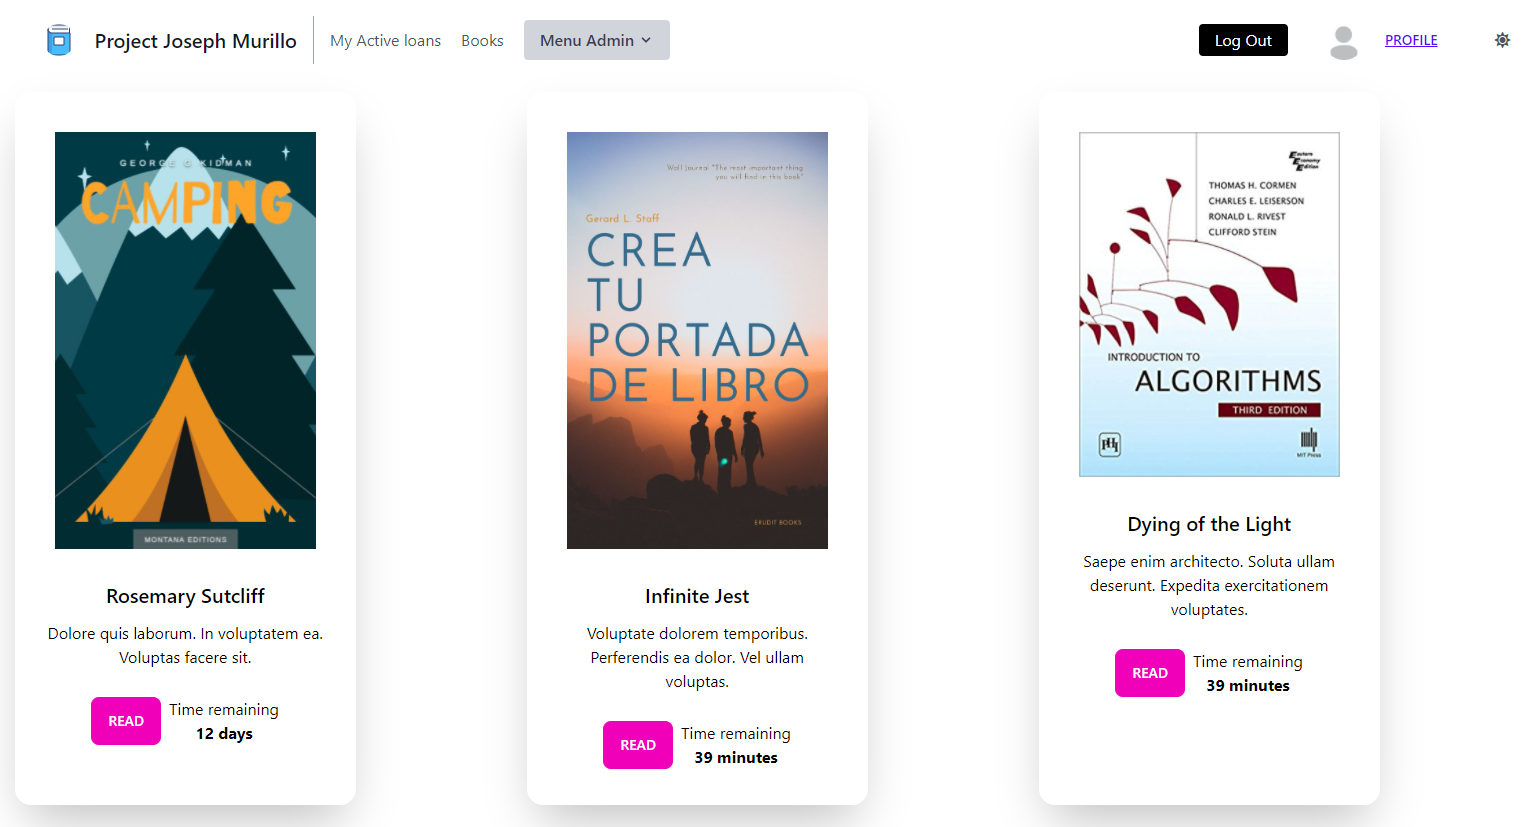 Project Joseph Murillo
My Active loans
Books
Menu Admin
Log Out
PROFILE
GEORGE G KIDMAN
CAMPING
MONTANA EDITIONS
Rosemary Sutcliff
Dolore quis laborum. In voluptatem ea.
Voluptas facere sit.
READ
Time remaining
12 days
Wall Journal "The most important thing
you will find in this book"
Gerard L. Staff
CREA
TU
PORTADA
DE LIBRO
ERUDIT BOOKS
Infinite Jest
Voluptate dolorem temporibus.
Perferendis ea dolor. Vel ullam
voluptas.
READ
Time remaining
39 minutes
Eastern
Economy
Edition
THOMAS H. CORMEN
CHARLES E. LEISERSON
RONALD L. RIVEST
CLIFFORD STEIN
INTRODUCTION TO
ALGORITHMS
THIRD EDITION
PHI
MIT Press
Dying of the Light
Saepe enim architecto. Soluta ullam
deserunt. Expedita exercitationem
voluptates.
READ
Time remaining
39 minutes